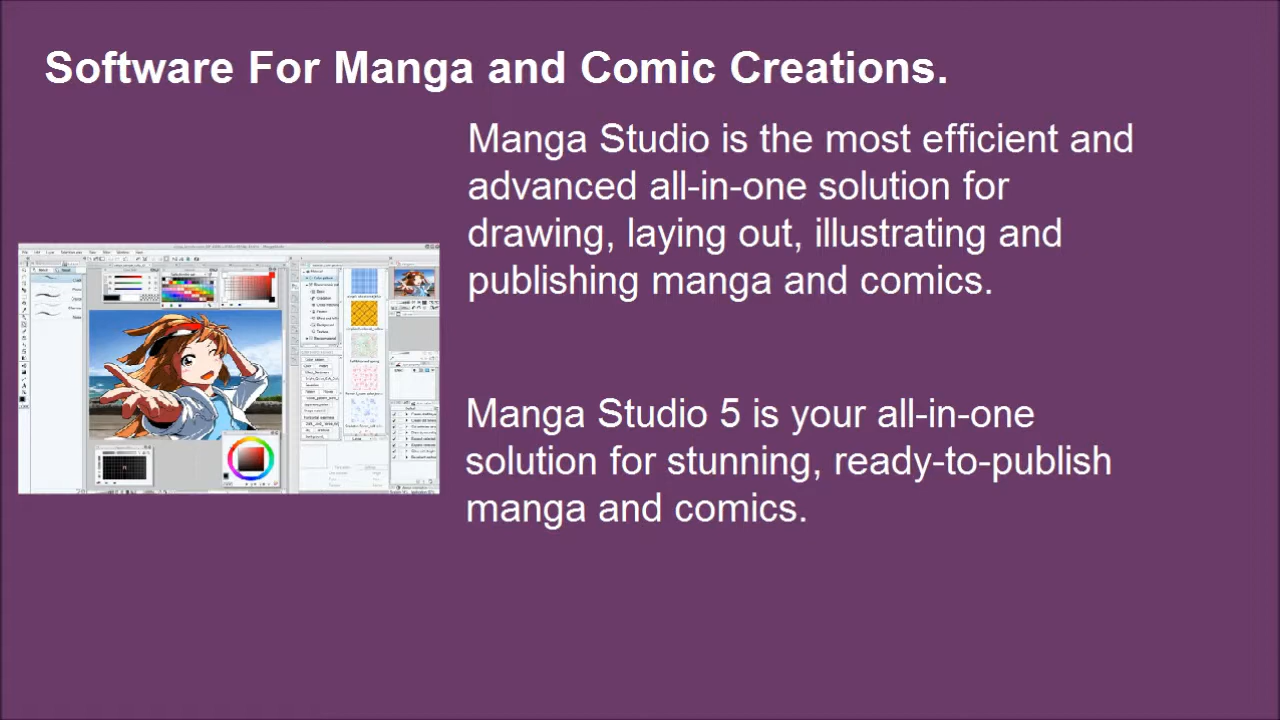 Software For Manga and Comic Creations.
Manga Studio is the most efficient and
advanced all-in-one solution for
drawing, laying out, illustrating and
publishing manga and comics.
Manga Studio 5 is your all-in-one
solution for stunning, ready-to-publish
manga and comics.